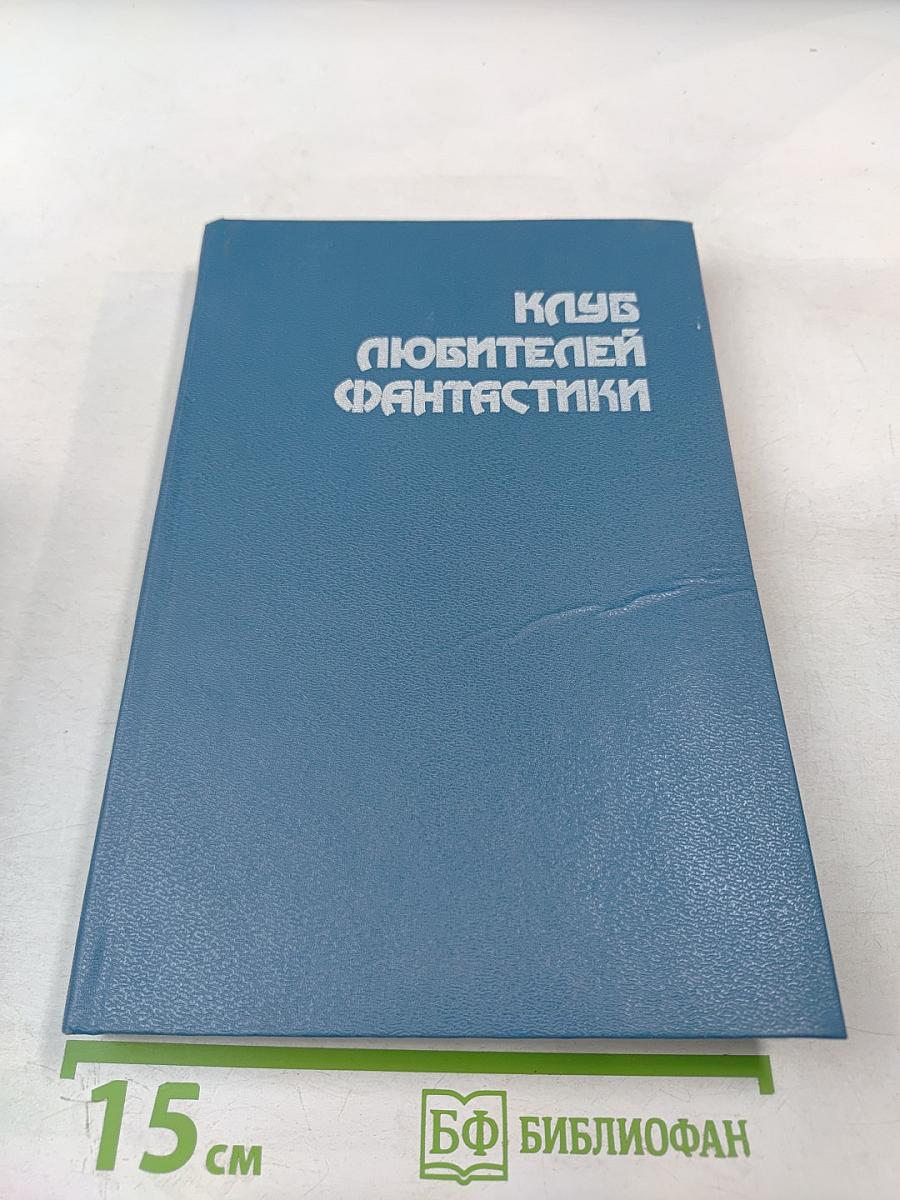 КЛУБ
ЛЮБИТЕЛЕЙ
ФАНТАСТИКИ
15 см
БФ БИБЛИОФАН